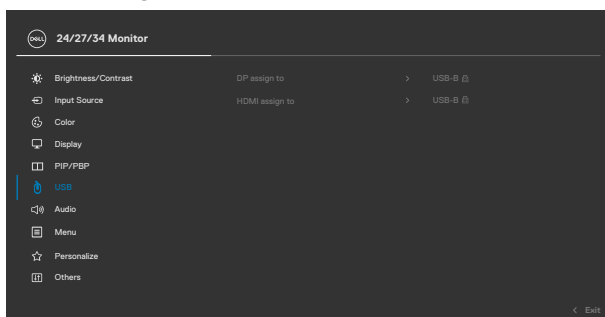 DELL
24/27/34 Monitor
Brightness/Contrast
DP assign to > USB-B
Input Source
HDMI assign to > USB-B
Color
Display
PIP/PBP
USB
Audio
Menu
Personalize
Others
< Exit